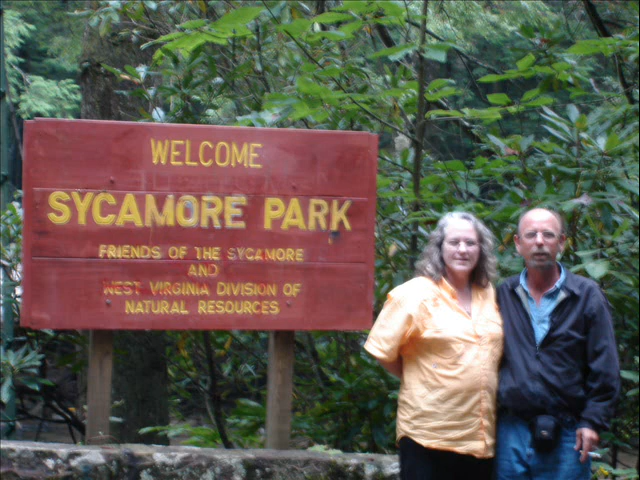 WELCOME
SYCAMORE PARK
FRIENDS OF THE SYCAMORE
AND
WEST VIRGINIA DIVISION OF
NATURAL RESOURCES